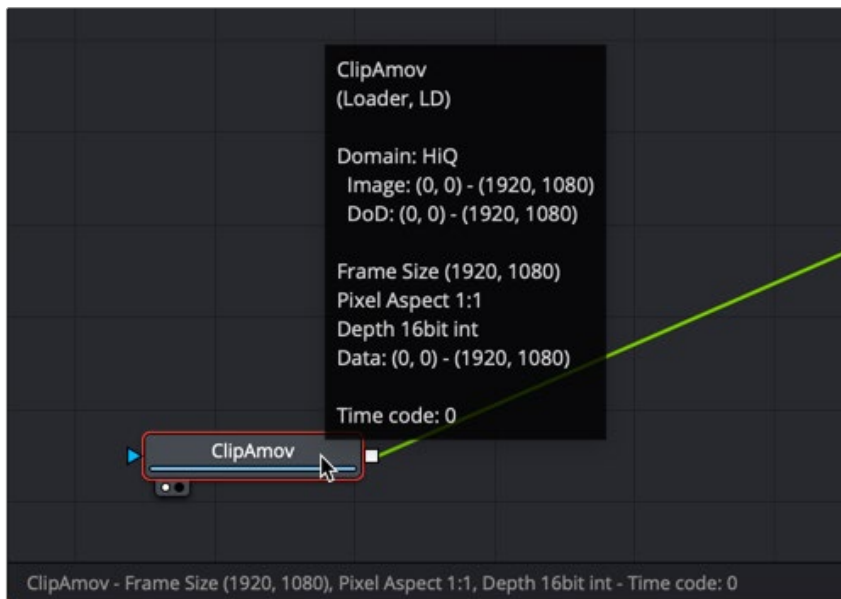 ClipAmov
(Loader, LD)
Domain: HiQ
Image: (0, 0) - (1920, 1080)
DoD: (0, 0) - (1920, 1080)
Frame Size (1920, 1080)
Pixel Aspect 1:1
Depth 16bit int
Data: (0, 0) - (1920, 1080)
Time code: 0
ClipAmov
ClipAmov - Frame Size (1920, 1080), Pixel Aspect 1:1, Depth 16bit int - Time code: 0